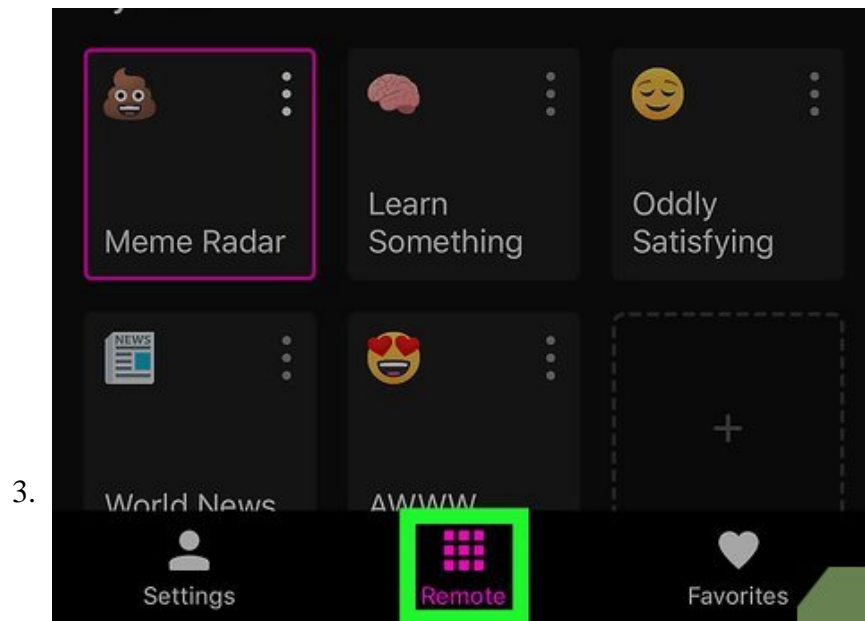 Meme Radar
Learn
Something
Oddly
Satisfying
NEWS
World News
AWWW
3.
Settings
Remote
Favorites